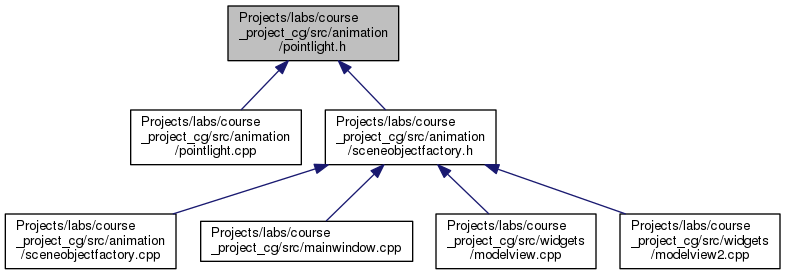 Projects/labs/course
_project_cg/src/animation
/pointlight.h
Projects/labs/course
_project_cg/src/animation
/pointlight.cpp
Projects/labs/course
_project_cg/src/animation
/sceneobjectfactory.h
Projects/labs/course
_project_cg/src/animation
/sceneobjectfactory.cpp
Projects/labs/course
_project_cg/src/mainwindow.cpp
Projects/labs/course
_project_cg/src/widgets
/modelview.cpp
Projects/labs/course
_project_cg/src/widgets
/modelview2.cpp